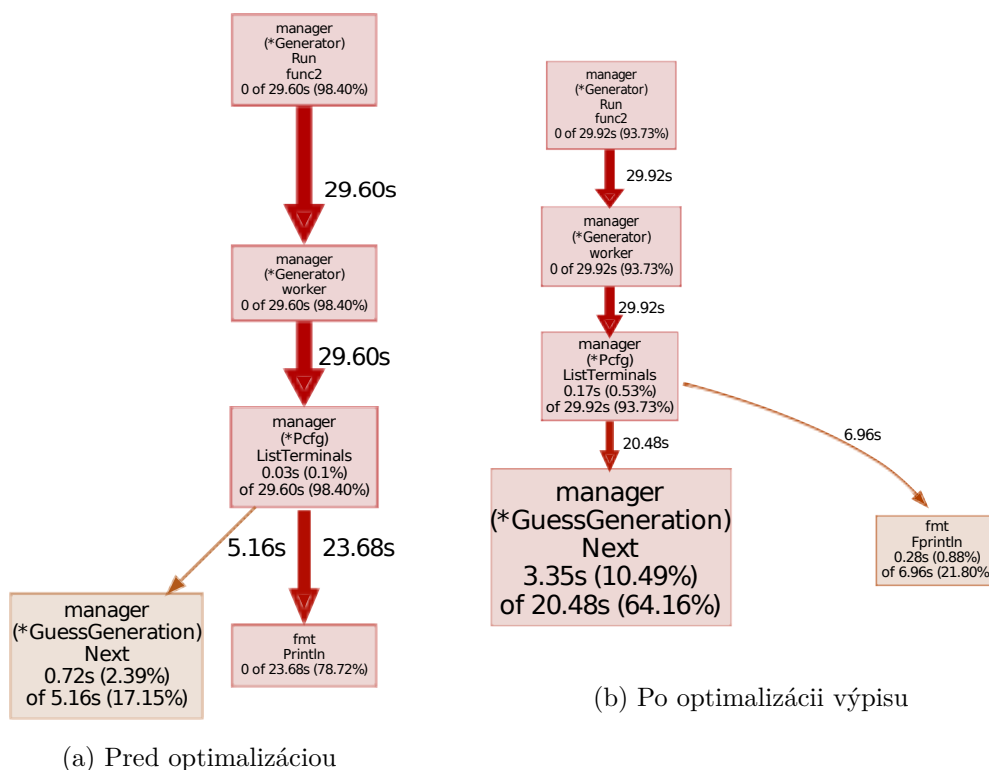 manager
(*Generator)
Run
func2
0 of 29.60s (98.40%)
29.60s
manager
(*Generator)
worker
0 of 29.60s (98.40%)
29.60s
manager
(*Pcfg)
ListTerminals
0.03s (0.1%)
of 29.60s (98.40%)
5.16s
23.68s
manager
(*GuessGeneration)
Next
0.72s (2.39%)
of 5.16s (17.15%)
fmt
Println
0 of 23.68s (78.72%)
(a) Pred optimalizáciou
manager
(*Generator)
Run
func2
0 of 29.92s (93.73%)
29.92s
manager
(*Generator)
worker
0 of 29.92s (93.73%)
29.92s
manager
(*Pcfg)
ListTerminals
0.17s (0.53%)
of 29.92s (93.73%)
20.48s
6.96s
manager
(*GuessGeneration)
Next
3.35s (10.49%)
of 20.48s (64.16%)
fmt
Fprintln
0.28s (0.88%)
of 6.96s (21.80%)
(b) Po optimalizácii výpisu